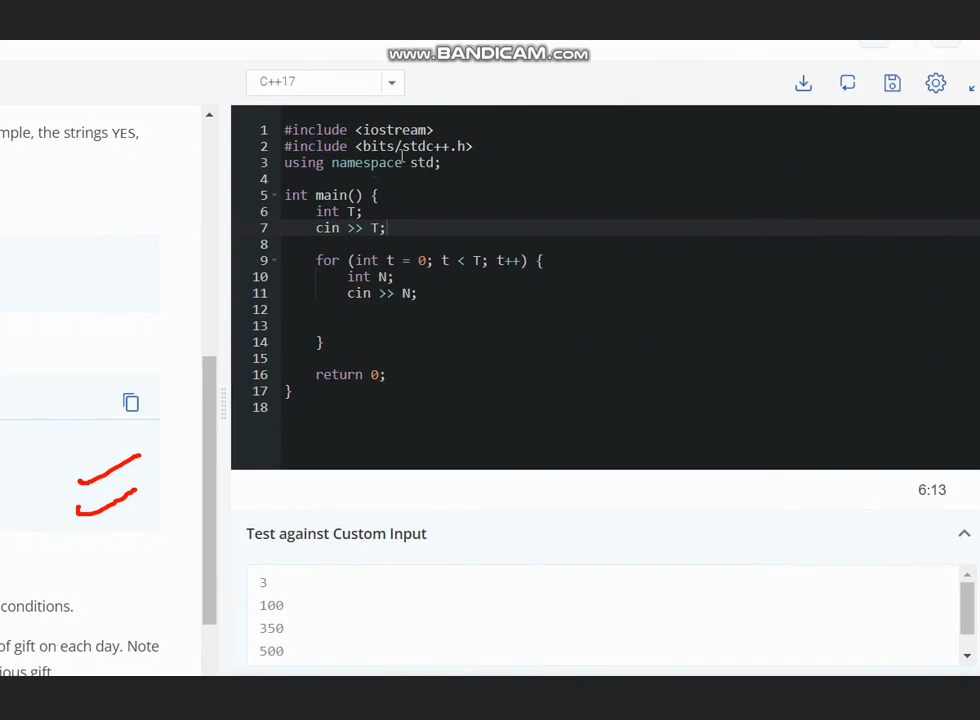 www.BANDICAM.com
C++17
mple, the strings YES,
conditions.
of gift on each day. Note
ious gift
1 #include <iostream>
2 #include <bits/stdc++.h>
3 using namespace std;
4
5 int main() {
6 int T;
7 cin >> T;
8
9 for (int t = 0; t < T; t++) {
10 int N;
11 cin >> N;
12
13
14 }
15
16 return 0;
17 }
18
6:13
Test against Custom Input
3
100
350
500